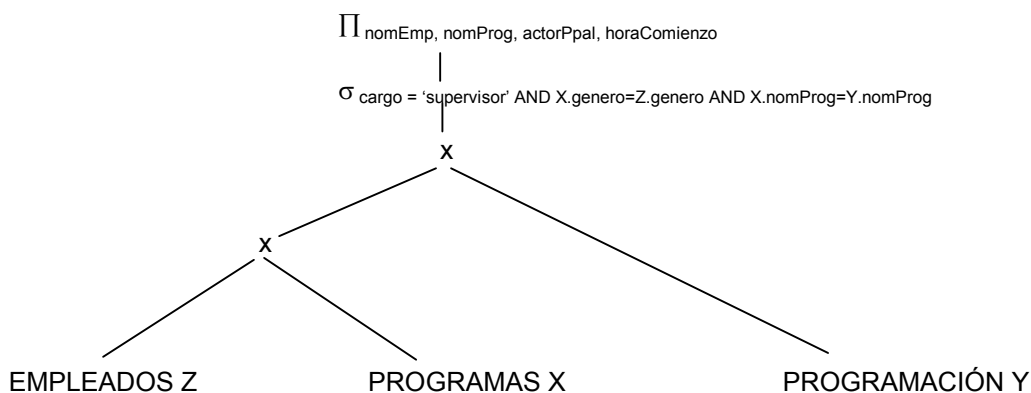 ∏ nomEmp, nomProg, actorPpal, horaComienzo
σ cargo = ‘supervisor’ AND X.genero=Z.genero AND X.nomProg=Y.nomProg
x
x
EMPLEADOS Z PROGRAMAS X PROGRAMACIÓN Y